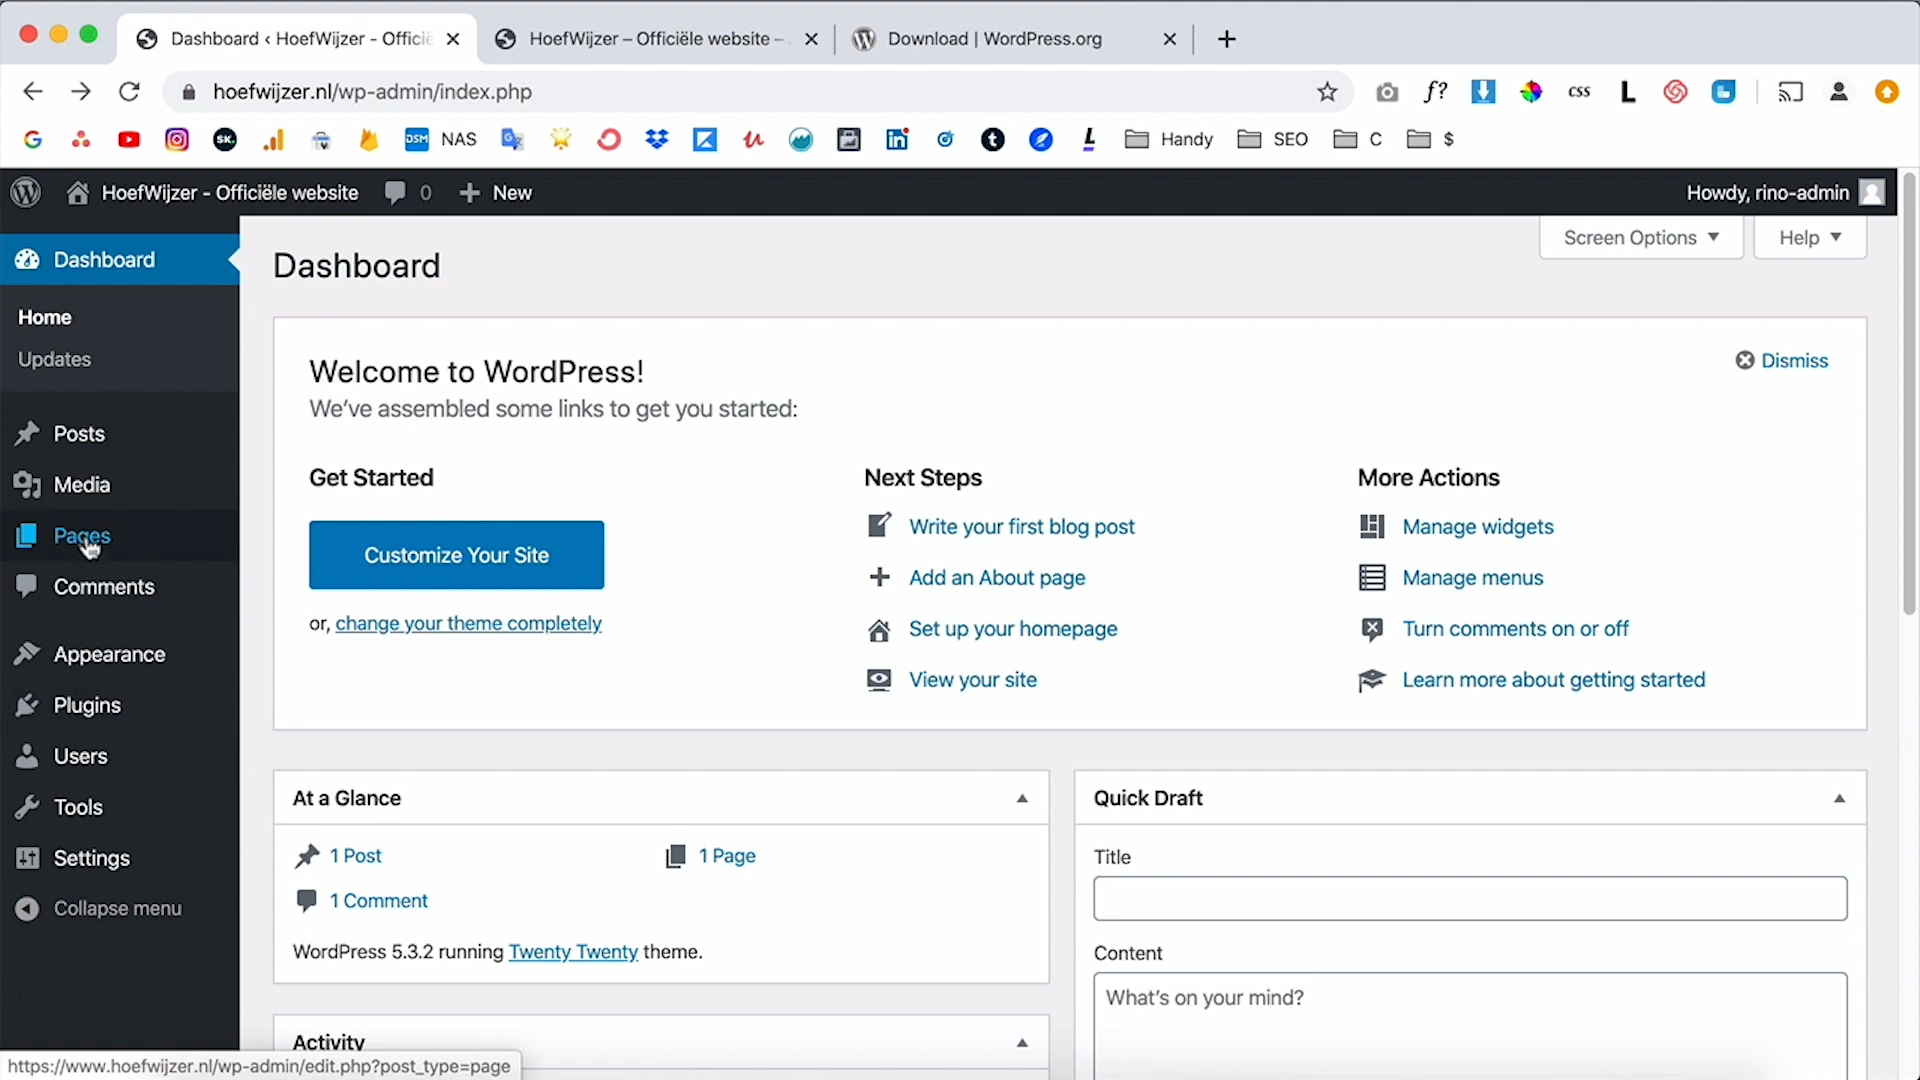 Dashboard ‹ HoefWijzer - Officië
HoefWijzer – Officiële website –
Download | WordPress.org
hoefwijzer.nl/wp-admin/index.php
f?
css
L
SK.
DSM
NAS
Handy
SEO
C
$
HoefWijzer - Officiële website
0
New
Howdy, rino-admin
Dashboard
Home
Updates
Posts
Media
Pages
Comments
Appearance
Plugins
Users
Tools
Settings
Collapse menu
Screen Options
Help
Dashboard
Welcome to WordPress!
We've assembled some links to get you started:
Dismiss
Get Started
Customize Your Site
or, change your theme completely
Next Steps
Write your first blog post
Add an About page
Set up your homepage
View your site
More Actions
Manage widgets
Manage menus
Turn comments on or off
Learn more about getting started
At a Glance
1 Post
1 Page
1 Comment
WordPress 5.3.2 running Twenty Twenty theme.
Activity
Quick Draft
Title
Content
What's on your mind?
https://www.hoefwijzer.nl/wp-admin/edit.php?post_type=page